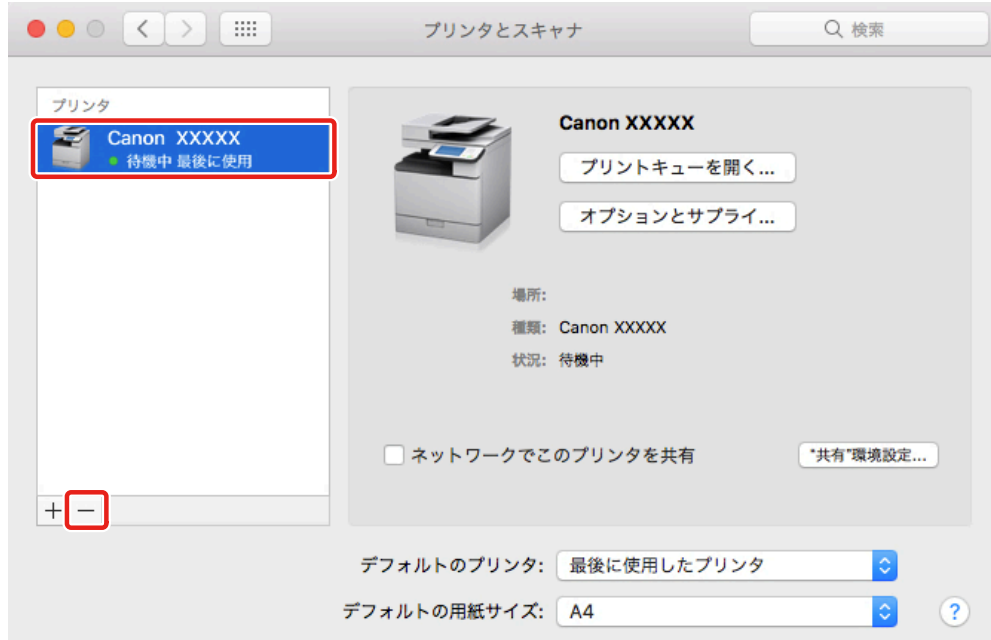 プリンタとスキャナ
検索
プリンタ
Canon XXXXX
待機中 最後に使用
Canon XXXXX
プリントキューを開く...
オプションとサプライ...
場所:
種類: Canon XXXXX
状況: 待機中
ネットワークでこのプリンタを共有
"共有"環境設定...
+ −
デフォルトのプリンタ: 最後に使用したプリンタ
デフォルトの用紙サイズ: A4
?